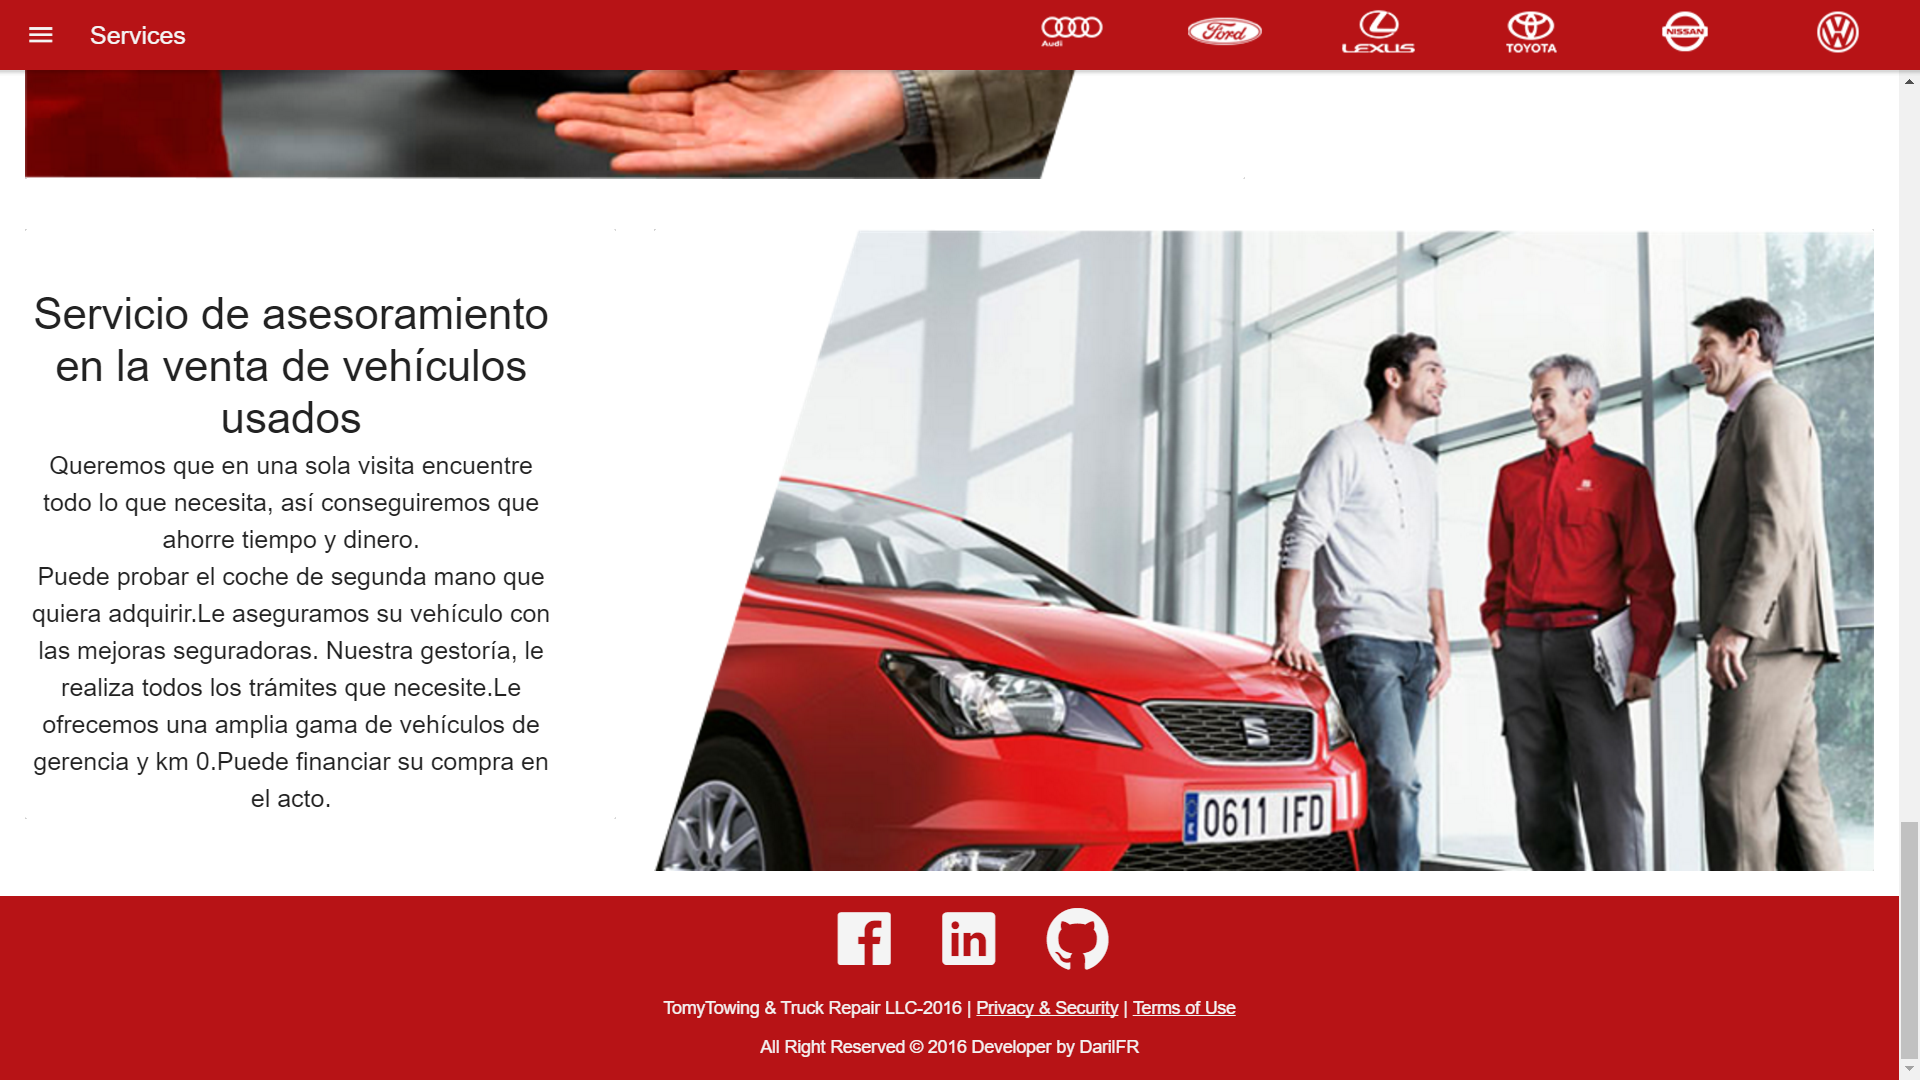 Services
Audi
Ford
LEXUS
TOYOTA
NISSAN
Servicio de asesoramiento
en la venta de vehículos
usados
Queremos que en una sola visita encuentre
todo lo que necesita, así conseguiremos que
ahorre tiempo y dinero.
Puede probar el coche de segunda mano que
quiera adquirir.Le aseguramos su vehículo con
las mejoras seguradoras. Nuestra gestoría, le
realiza todos los trámites que necesite.Le
ofrecemos una amplia gama de vehículos de
gerencia y km 0.Puede financiar su compra en
el acto.
0611 IFD
TomyTowing & Truck Repair LLC-2016 | Privacy & Security | Terms of Use
All Right Reserved © 2016 Developer by DarilFR